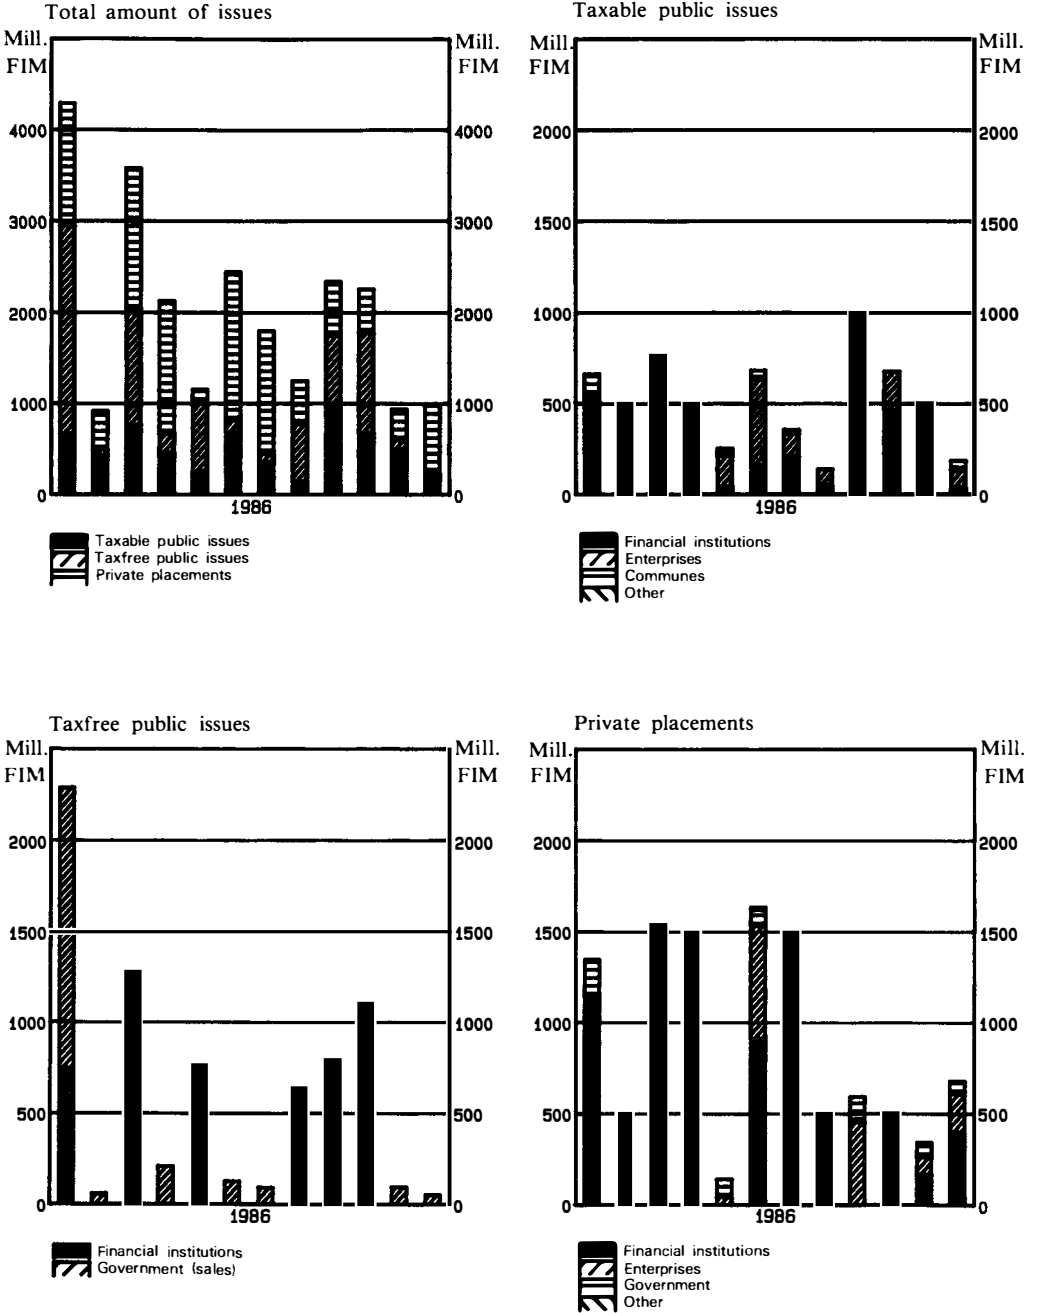 Total amount of issues
Mill.
FIM
Mill.
FIM
4000
4000
3000
3000
2000
2000
1000
1000
0
0
1986
Taxable public issues
Taxfree public issues
Private placements
Taxable public issues
Mill.
FIM
Mill.
FIM
2000
2000
1500
1500
1000
1000
500
500
0
0
1986
Financial institutions
Enterprises
Communes
Other
Taxfree public issues
Mill.
FIM
Mill.
FIM
2000
2000
1500
1500
1000
1000
500
500
0
0
1986
Financial institutions
Government (sales)
Private placements
Mill.
FIM
Mill.
FIM
2000
2000
1500
1500
1000
1000
500
500
0
0
1986
Financial institutions
Enterprises
Government
Other